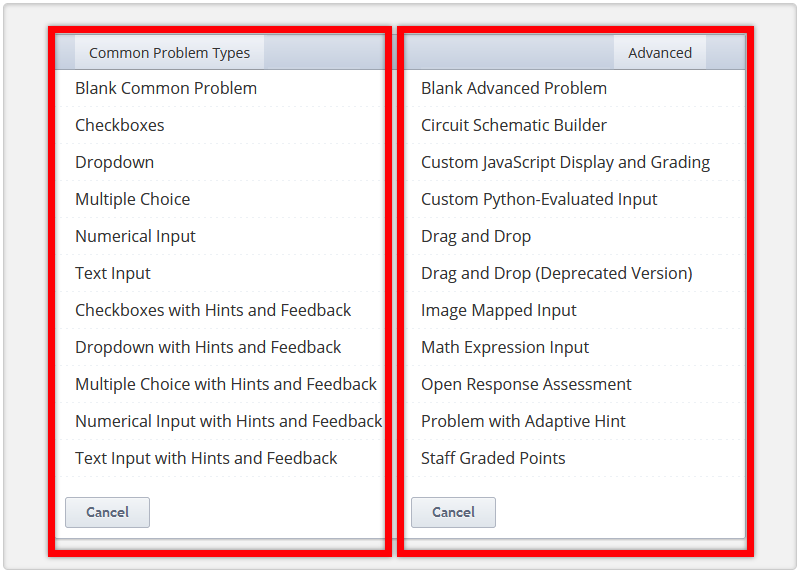 Common Problem Types
Blank Common Problem
Checkboxes
Dropdown
Multiple Choice
Numerical Input
Text Input
Checkboxes with Hints and Feedback
Dropdown with Hints and Feedback
Multiple Choice with Hints and Feedback
Numerical Input with Hints and Feedback
Text Input with Hints and Feedback
Cancel
Advanced
Blank Advanced Problem
Circuit Schematic Builder
Custom JavaScript Display and Grading
Custom Python-Evaluated Input
Drag and Drop
Drag and Drop (Deprecated Version)
Image Mapped Input
Math Expression Input
Open Response Assessment
Problem with Adaptive Hint
Staff Graded Points
Cancel